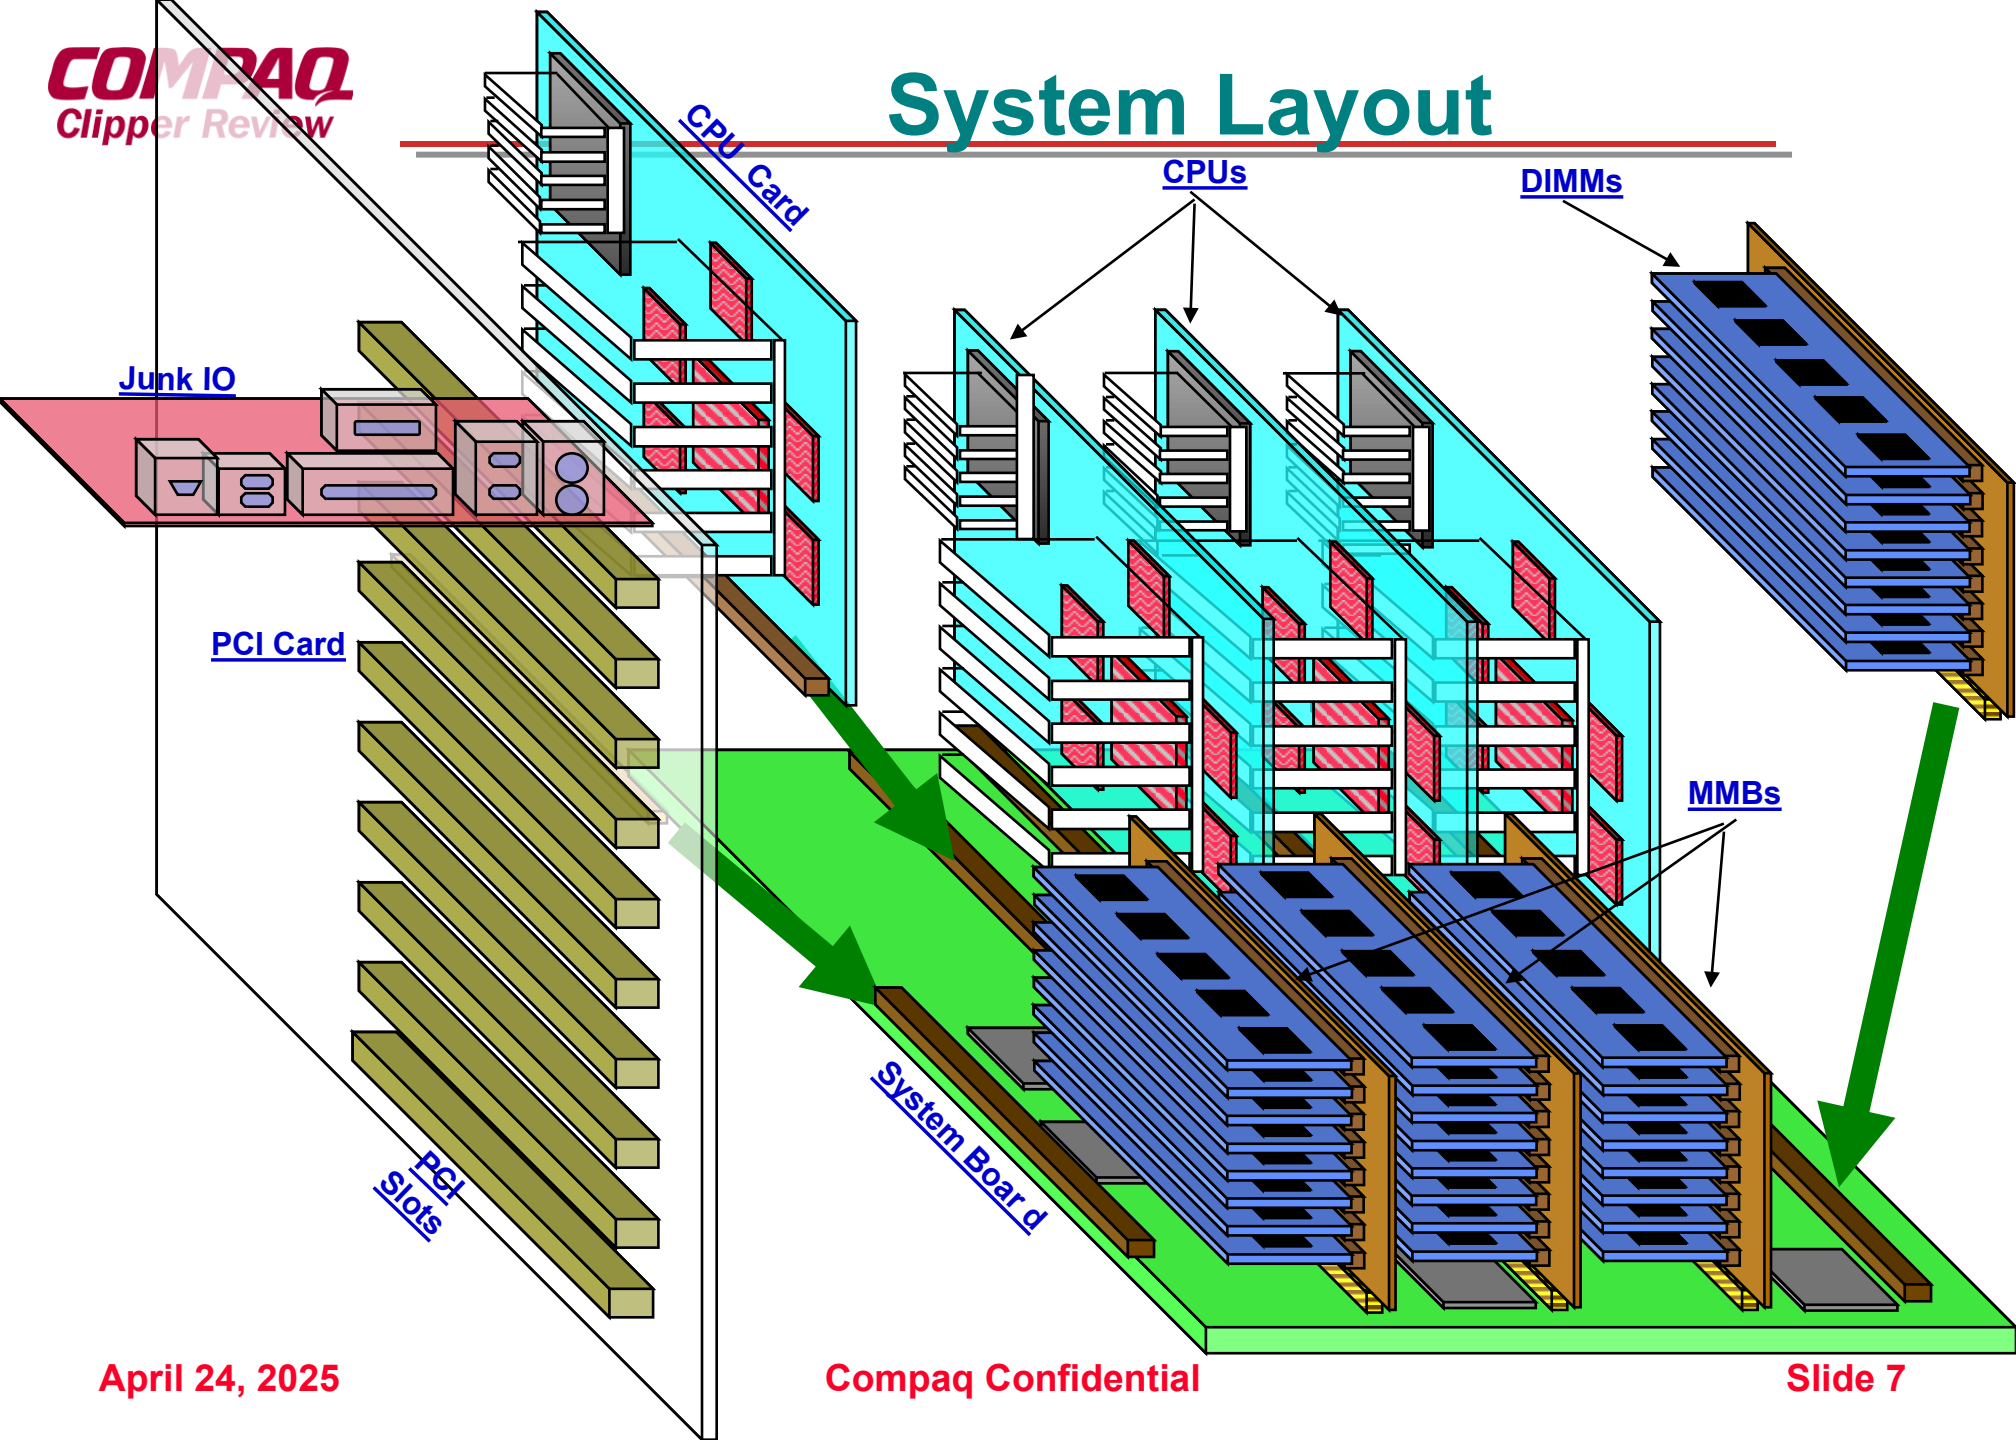 COMPAQ
Clipper Review
System Layout
CPU Card
CPUs
DIMMs
Junk IO
PCI Card
MMBs
System Boar d
PCI
Slots
April 24, 2025
Compaq Confidential
Slide 7